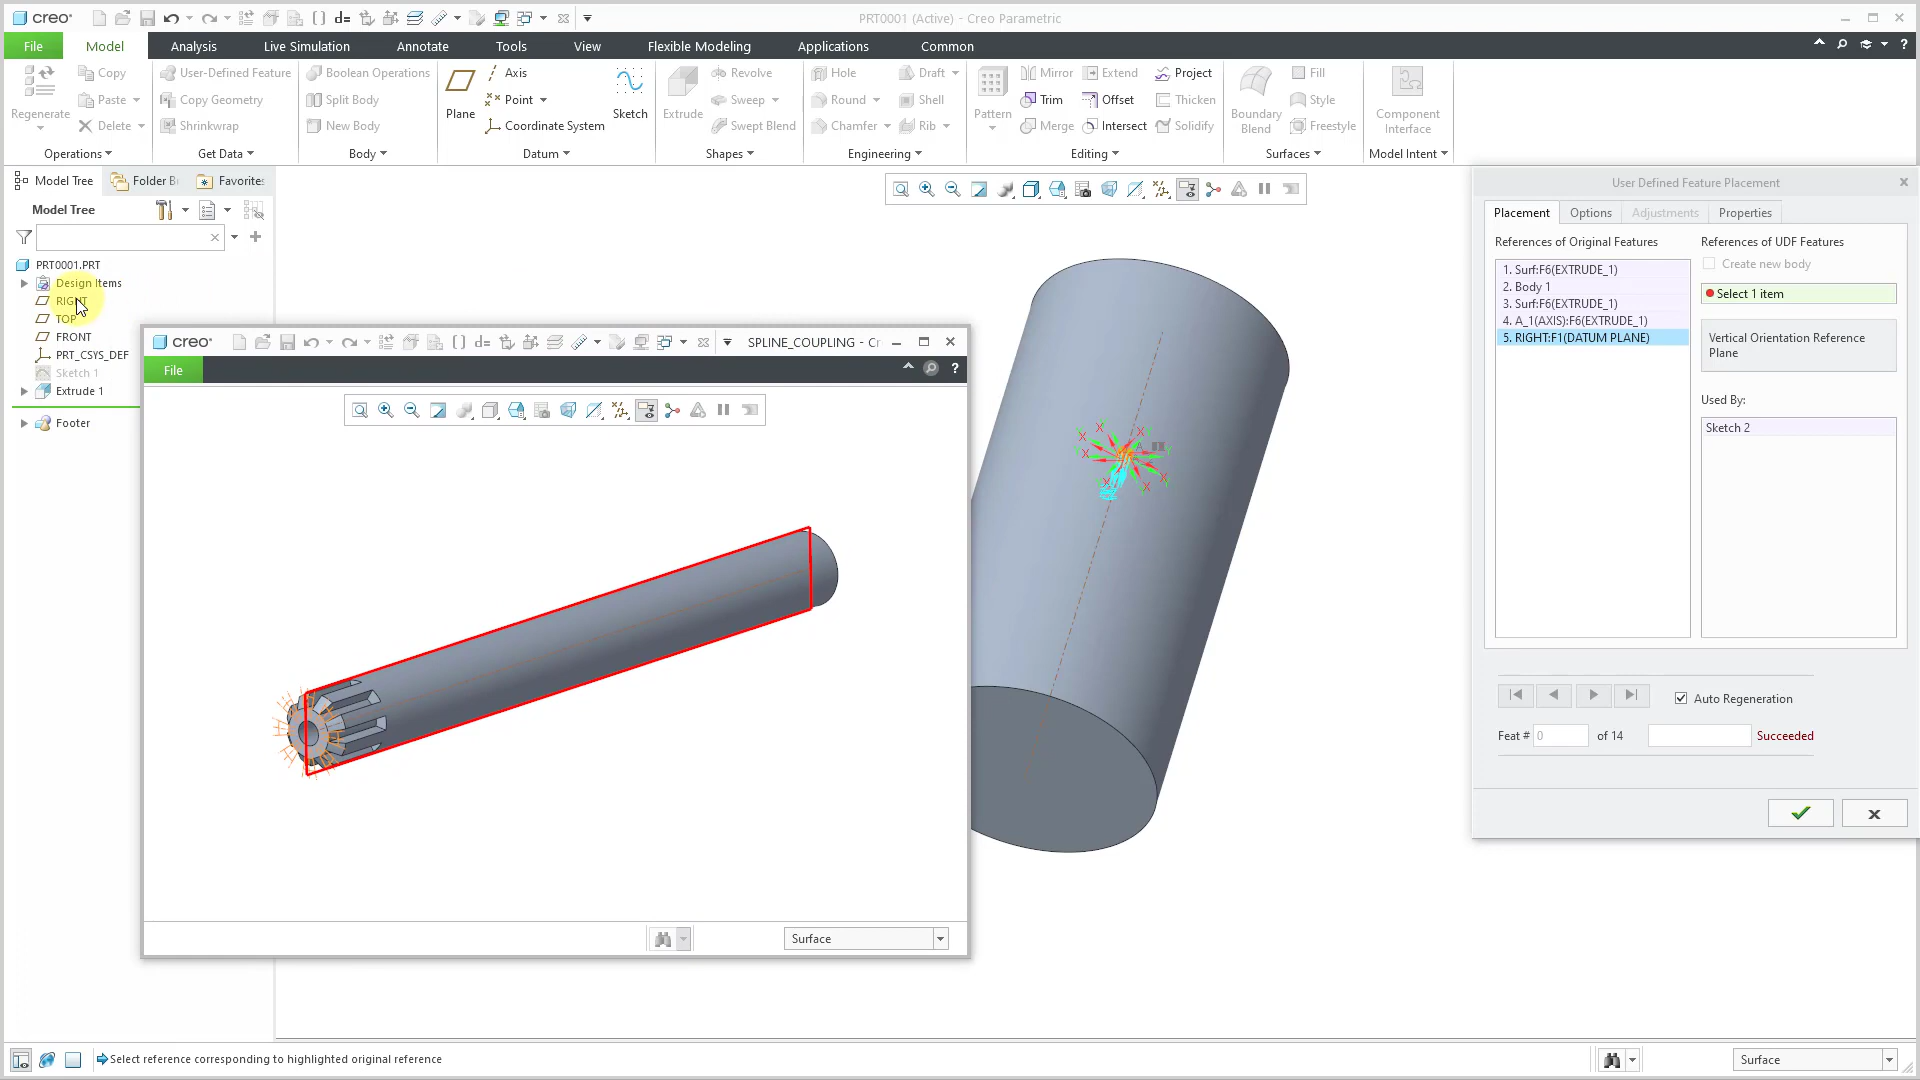 creo
PRT0001 (Active) - Creo Parametric
File
Model
Analysis
Live Simulation
Annotate
Tools
View
Flexible Modeling
Applications
Common
Regenerate
Copy
Paste
Delete
Operations
User-Defined Feature
Copy Geometry
Shrinkwrap
Get Data
Boolean Operations
Split Body
New Body
Body
Plane
Axis
Point
Coordinate System
Sketch
Datum
Extrude
Revolve
Sweep
Swept Blend
Shapes
Hole
Round
Chamfer
Draft
Shell
Rib
Engineering
Pattern
Mirror
Trim
Merge
Extend
Offset
Intersect
Project
Thicken
Solidify
Editing
Boundary
Blend
Fill
Style
Freestyle
Surfaces
Component
Interface
Model Intent
Model Tree
Folder Br
Favorites
Model Tree
PRT0001.PRT
Design Items
RIGHT
TOP
FRONT
PRT_CSYS_DEF
Sketch 1
Extrude 1
Footer
creo
SPLINE_COUPLING - Cr
File
Surface
User Defined Feature Placement
Placement
Options
Adjustments
Properties
References of Original Features
1. Surf:F6(EXTRUDE_1)
2. Body 1
3. Surf:F6(EXTRUDE_1)
4. A_1(AXIS):F6(EXTRUDE_1)
5. RIGHT:F1(DATUM PLANE)
References of UDF Features
Create new body
Select 1 item
Vertical Orientation Reference
Plane
Used By:
Sketch 2
Auto Regeneration
Feat # 0 of 14
Succeeded
Select reference corresponding to highlighted original reference
Surface